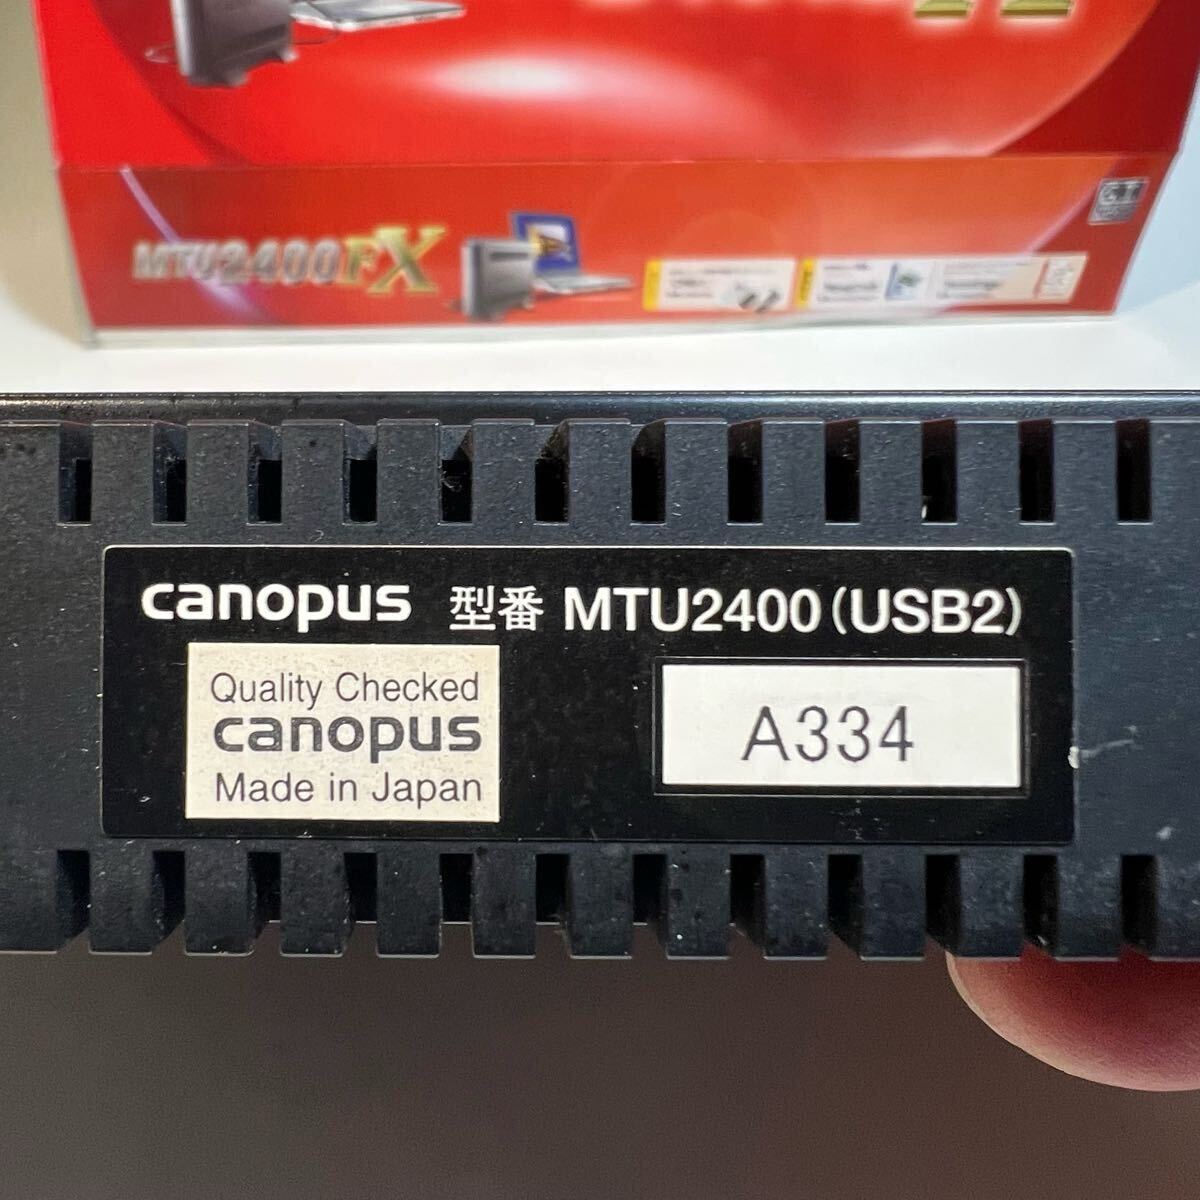 MTU2400FX
canopus 型番 MTU2400 (USB2)
Quality Checked
canopus
Made in Japan
A334